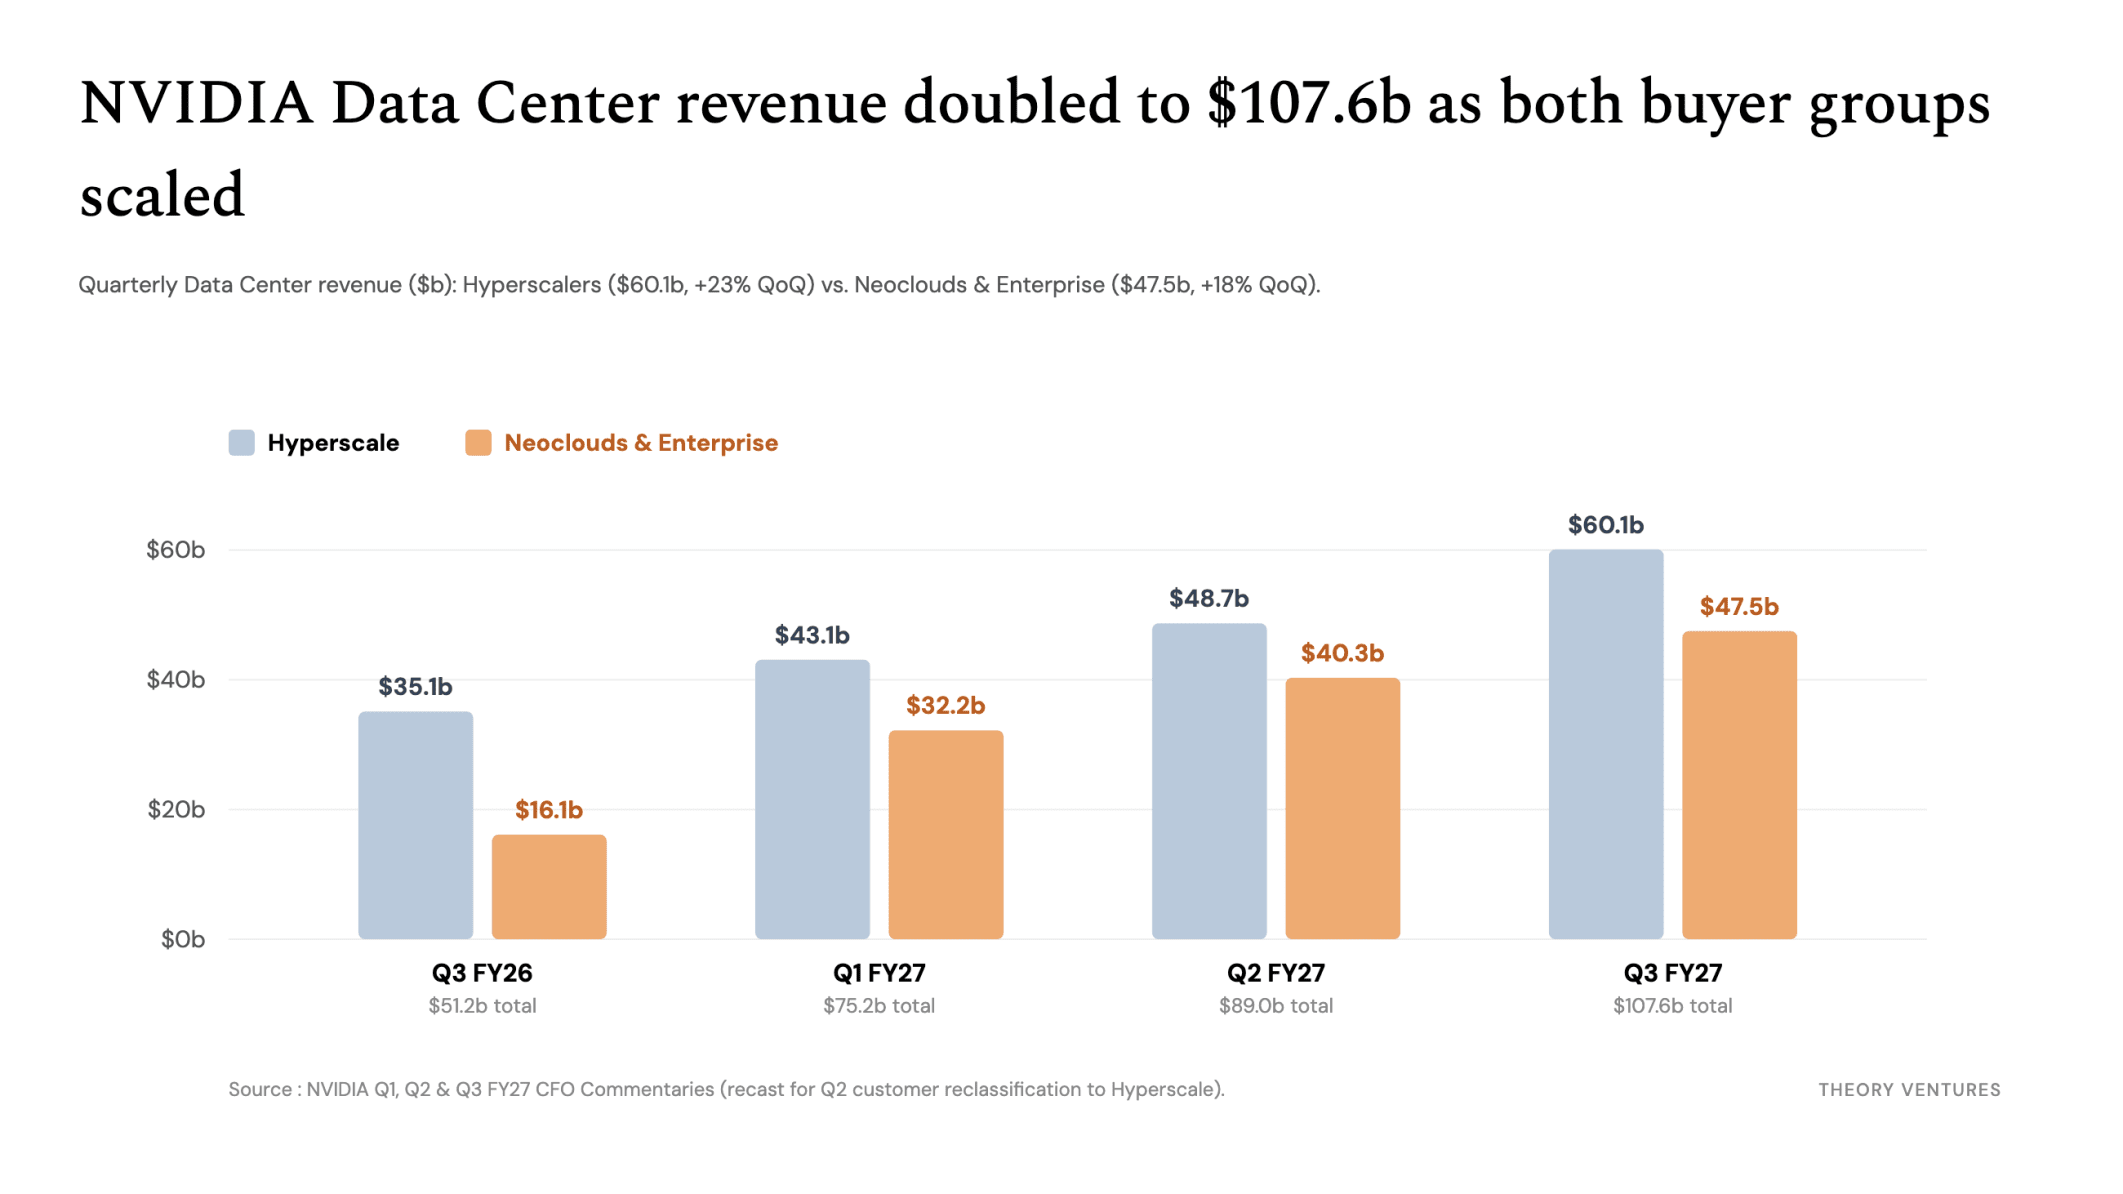 NVIDIA Data Center revenue doubled to $107.6b as both buyer groups
scaled
Quarterly Data Center revenue ($b): Hyperscalers ($60.1b, +23% QoQ) vs. Neoclouds & Enterprise ($47.5b, +18% QoQ).
Hyperscale
Neoclouds & Enterprise
$60b
$40b
$20b
$0b
$35.1b
$16.1b
$43.1b
$32.2b
$48.7b
$40.3b
$60.1b
$47.5b
Q3 FY26
$51.2b total
Q1 FY27
$75.2b total
Q2 FY27
$89.0b total
Q3 FY27
$107.6b total
Source : NVIDIA Q1, Q2 & Q3 FY27 CFO Commentaries (recast for Q2 customer reclassification to Hyperscale).
THEORY VENTURES